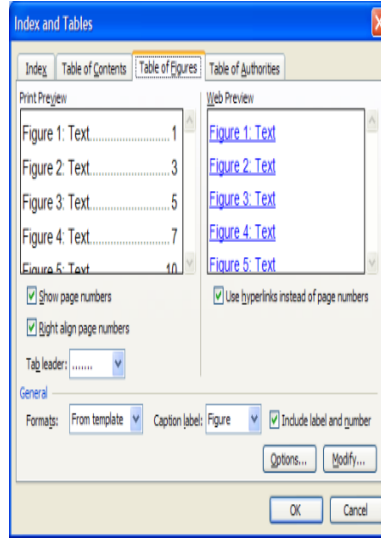 Index and Tables
Index Table of Contents Table of Figures Table of Authorities
Print Preview Web Preview
Figure 1: Text.......................1 Figure 1: Text
Figure 2: Text.......................3 Figure 2: Text
Figure 3: Text.......................5 Figure 3: Text
Figure 4: Text.......................7 Figure 4: Text
Figure 5: Text.....................10 Figure 5: Text
Show page numbers Use hyperlinks instead of page numbers
Right align page numbers
Tab leader: .......
General
Formats: From template Caption label: Figure Include label and number
Options... Modify...
OK Cancel